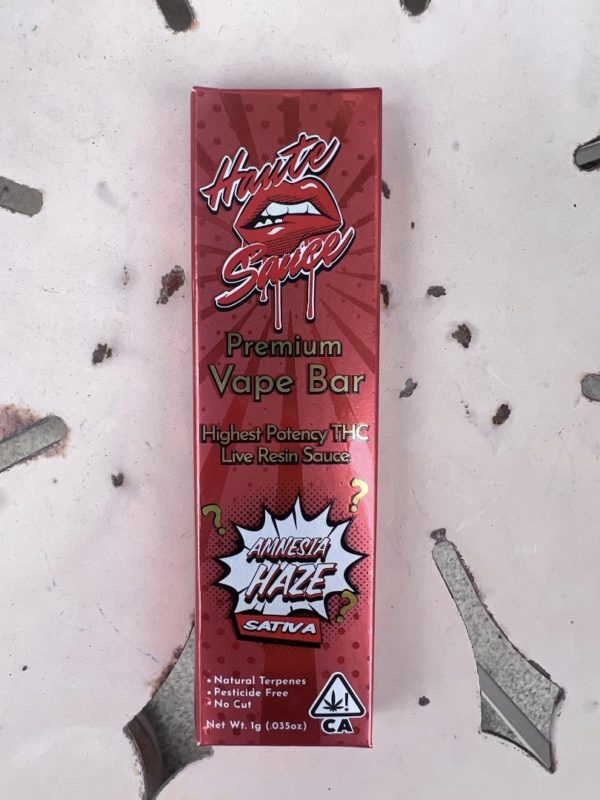 Haute
Sauce
Premium
Vape Bar
Highest Potency THC
Live Resin Sauce
?
?
AMNESIA
HAZE
?
SATIVA
• Natural Terpenes
• Pesticide Free
• No Cut
!
Net Wt. 1g (.035oz)
CA